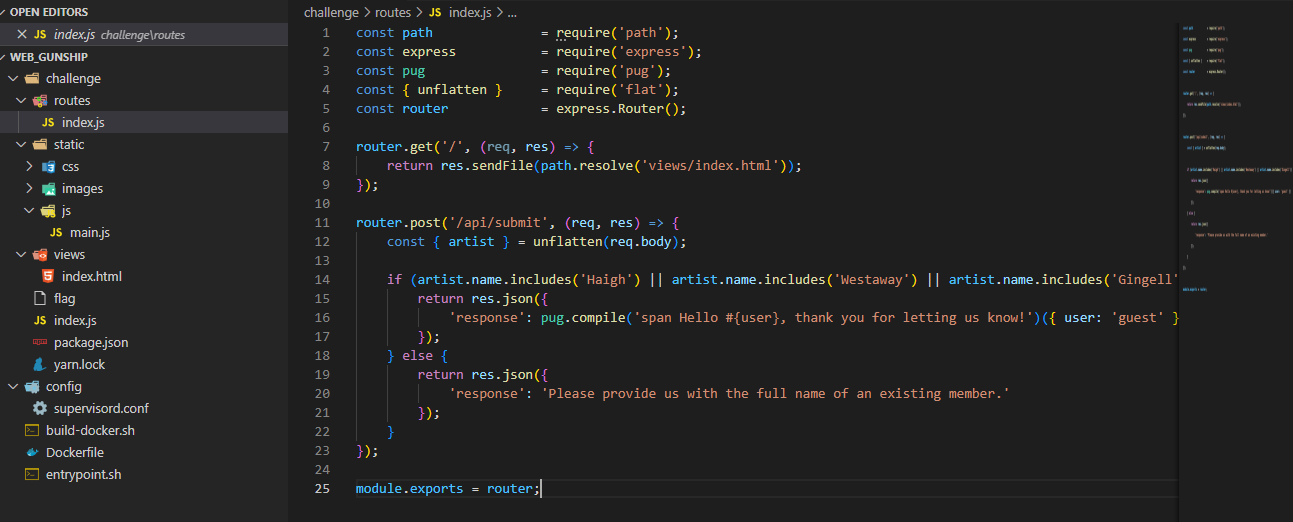 OPEN EDITORS
index.js challenge\routes
WEB_GUNSHIP
challenge
routes
index.js
static
css
images
js
main.js
views
index.html
flag
index.js
package.json
yarn.lock
config
supervisord.conf
build-docker.sh
Dockerfile
entrypoint.sh
challenge > routes > JS index.js > ...
1 const path = require('path');
2 const express = require('express');
3 const pug = require('pug');
4 const { unflatten } = require('flat');
5 const router = express.Router();
6
7 router.get('/', (req, res) => {
8 return res.sendFile(path.resolve('views/index.html'));
9 });
10
11 router.post('/api/submit', (req, res) => {
12 const { artist } = unflatten(req.body);
13
14 if (artist.name.includes('Haigh') || artist.name.includes('Westaway') || artist.name.includes('Gingell'
15 return res.json({
16 'response': pug.compile('span Hello #{user}, thank you for letting us know!')({ user: 'guest' }
17 });
18 } else {
19 return res.json({
20 'response': 'Please provide us with the full name of an existing member.'
21 });
22 }
23 });
24
25 module.exports = router;